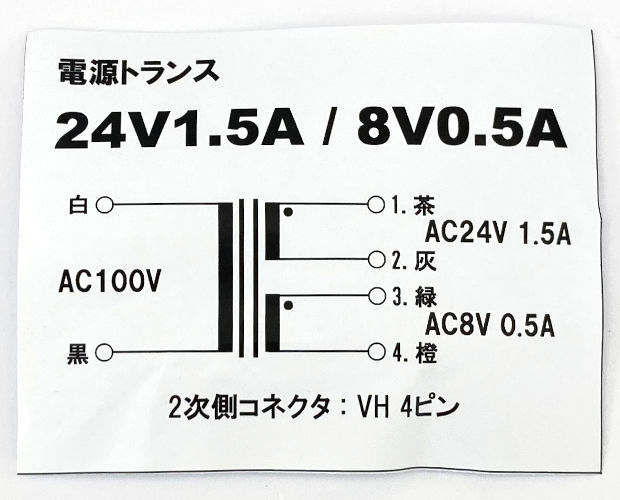 電源トランス
24V1.5A / 8V0.5A
白
1. 茶
AC24V 1.5A
2. 灰
AC100V
3. 緑
AC8V 0.5A
黒
4. 橙
2次側コネクタ：VH 4ピン